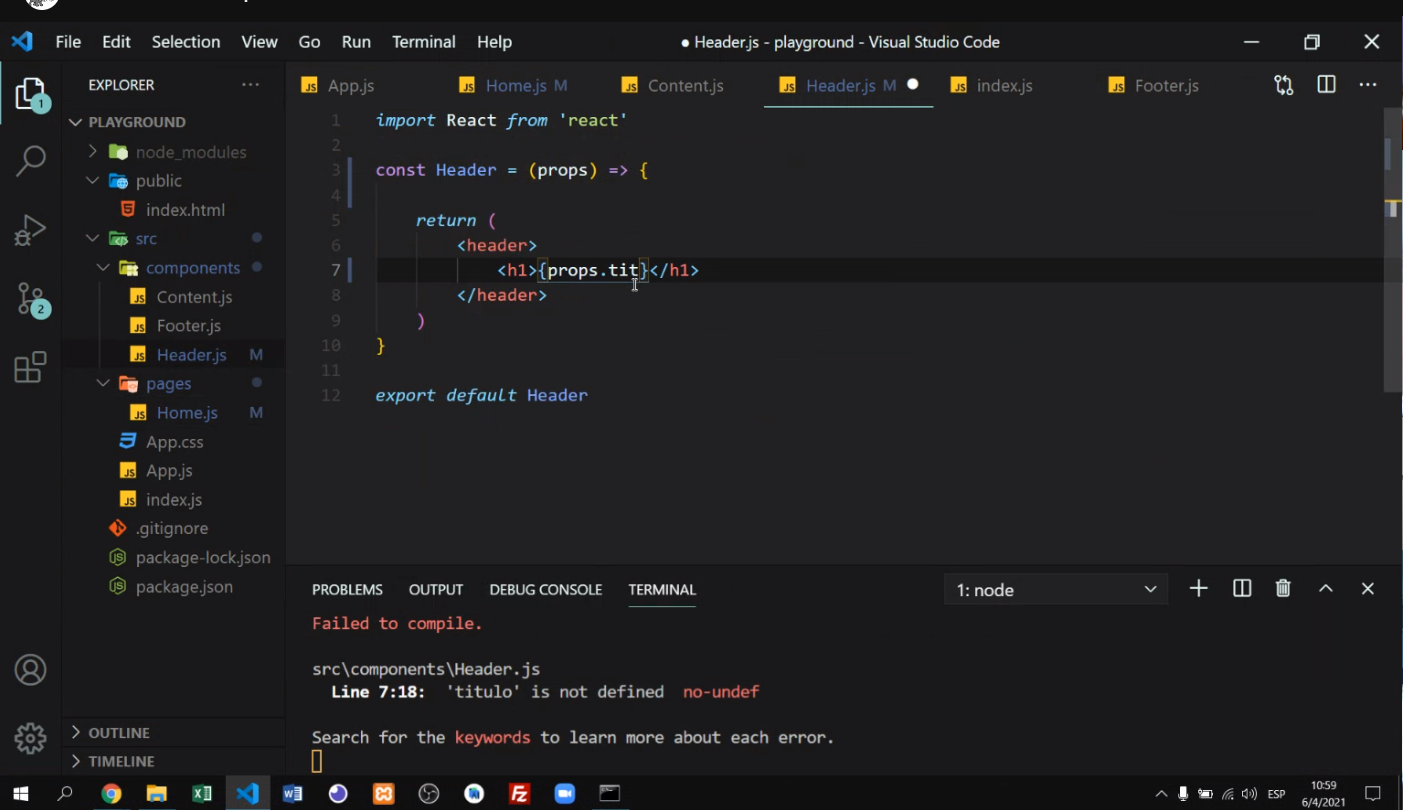 File Edit Selection View Go Run Terminal Help
● Header.js - playground - Visual Studio Code
EXPLORER
App.js
Home.js M
Content.js
Header.js M
index.js
Footer.js
PLAYGROUND
node_modules
public
index.html
src
components
Content.js
Footer.js
Header.js M
pages
Home.js M
App.css
App.js
index.js
.gitignore
package-lock.json
package.json
OUTLINE
TIMELINE
1
2
1 import React from 'react'
2
3 const Header = (props) => {
4
5 return (
6 <header>
7 <h1>{props.tit}</h1>
8 </header>
9 )
10 }
11
12 export default Header
PROBLEMS OUTPUT DEBUG CONSOLE TERMINAL
1: node
Failed to compile.
src\components\Header.js
Line 7:18: 'titulo' is not defined no-undef
Search for the keywords to learn more about each error.
ESP
10:59
6/4/2021